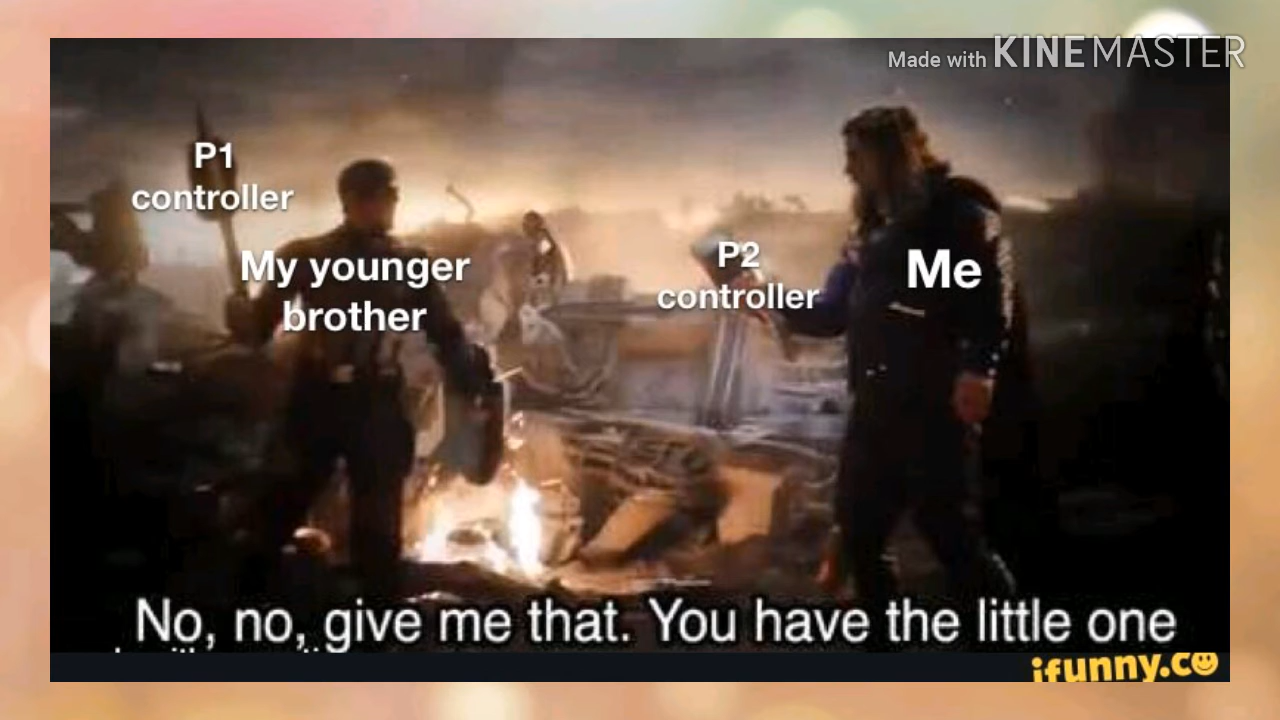 Made with KINEMASTER
P1
controller
My younger
brother
P2
controller
Me
No, no, give me that. You have the little one
ifunny.co